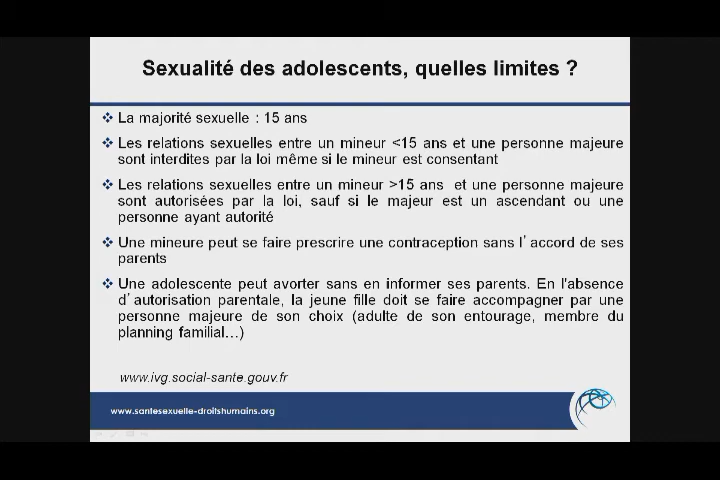 Sexualité des adolescents, quelles limites ?
❖ La majorité sexuelle : 15 ans
❖ Les relations sexuelles entre un mineur <15 ans et une personne majeure
sont interdites par la loi même si le mineur est consentant
❖ Les relations sexuelles entre un mineur >15 ans et une personne majeure
sont autorisées par la loi, sauf si le majeur est un ascendant ou une
personne ayant autorité
❖ Une mineure peut se faire prescrire une contraception sans l'accord de ses
parents
❖ Une adolescente peut avorter sans en informer ses parents. En l'absence
d'autorisation parentale, la jeune fille doit se faire accompagner par une
personne majeure de son choix (adulte de son entourage, membre du
planning familial…)
www.ivg.social-sante.gouv.fr
www.santesexuelle-droitshumains.org